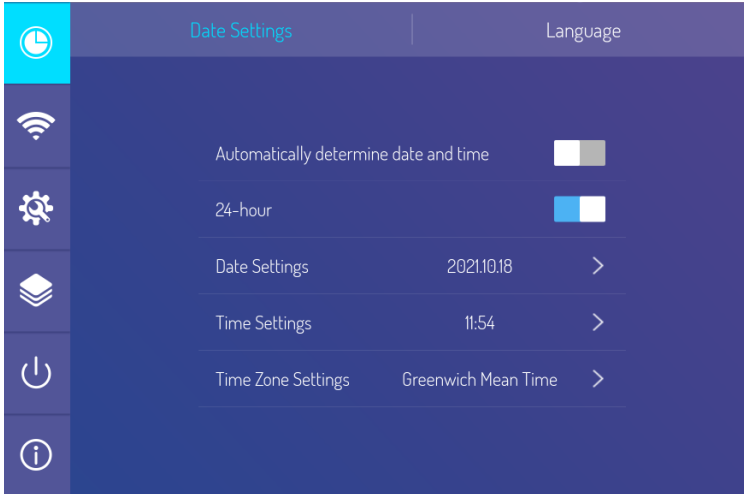 Date Settings Language
Automatically determine date and time
24-hour
Date Settings 2021.10.18
Time Settings 11:54
Time Zone Settings Greenwich Mean Time